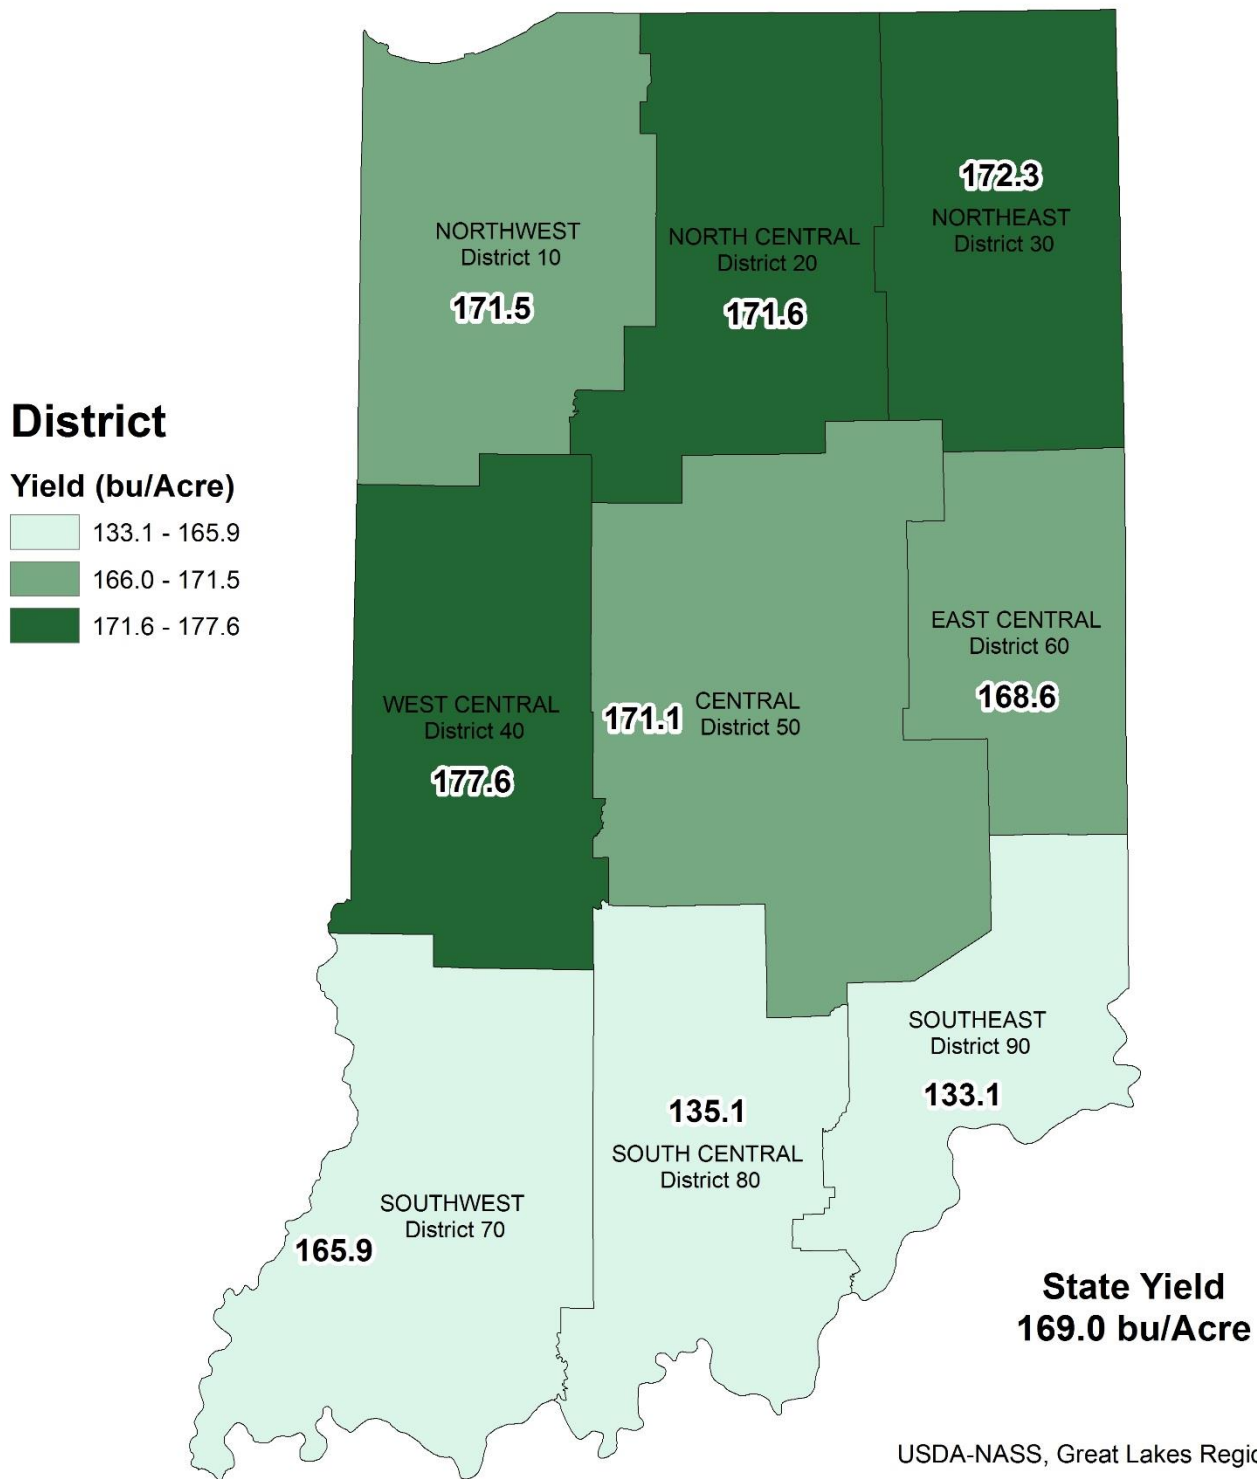 172.3
NORTHEAST
District 30
NORTHWEST
District 10
171.5
NORTH CENTRAL
District 20
171.6
District
Yield (bu/Acre)
133.1 - 165.9
166.0 - 171.5
171.6 - 177.6
EAST CENTRAL
District 60
168.6
WEST CENTRAL
District 40
177.6
171.1
CENTRAL
District 50
SOUTHEAST
District 90
133.1
135.1
SOUTH CENTRAL
District 80
SOUTHWEST
District 70
165.9
State Yield
169.0 bu/Acre
USDA-NASS, Great Lakes Regio